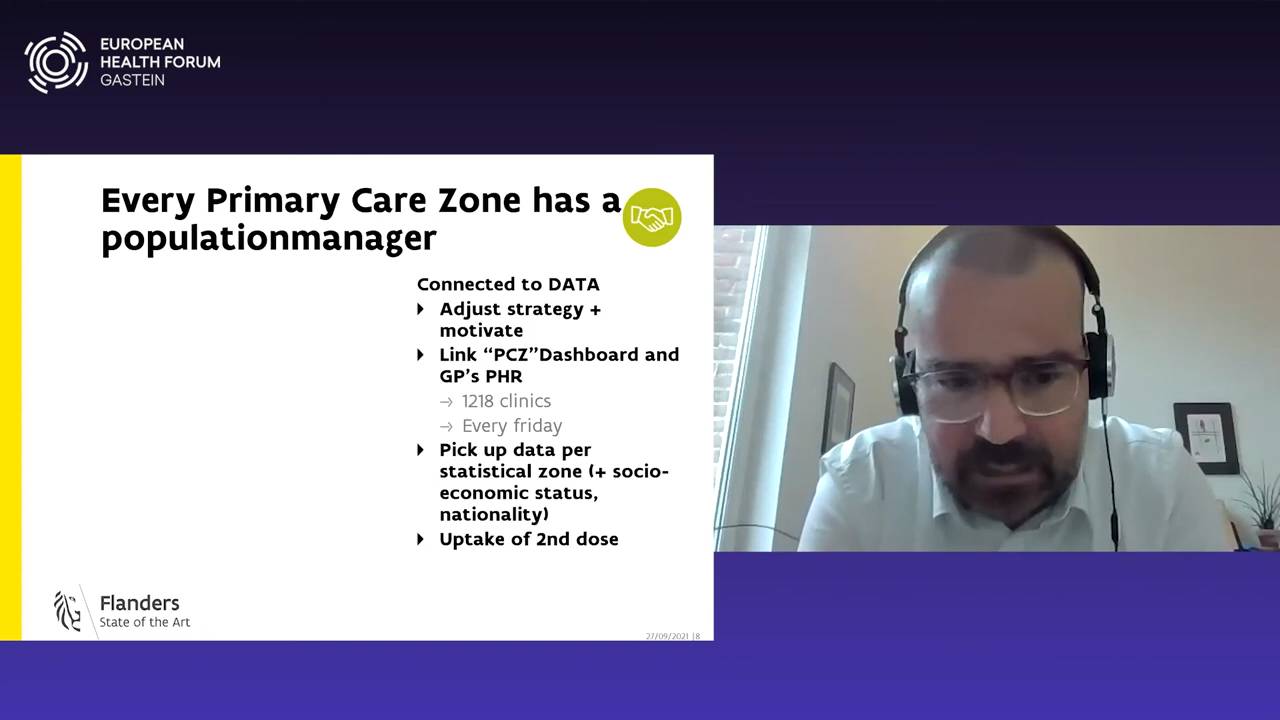 EUROPEAN
HEALTH FORUM
GASTEIN
Every Primary Care Zone has a
populationmanager
Connected to DATA
Adjust strategy +
motivate
Link “PCZ”Dashboard and
GP’s PHR
→ 1218 clinics
→ Every friday
Pick up data per
statistical zone (+ socio-
economic status,
nationality)
Uptake of 2nd dose
Flanders
State of the Art
27/09/2021 |8